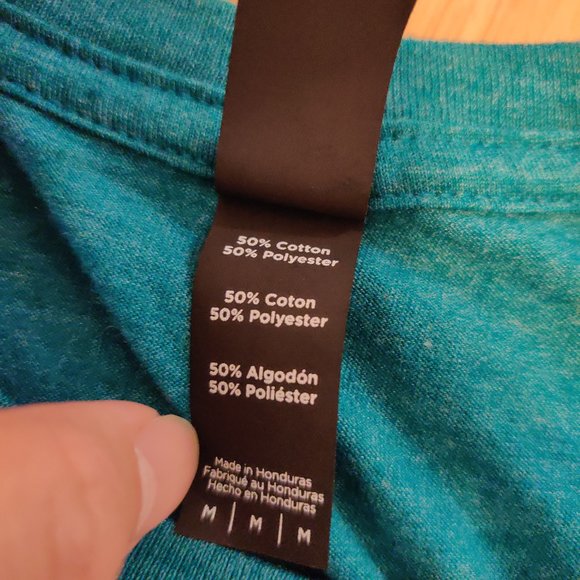 50% Cotton
50% Polyester
50% Coton
50% Polyester
50% Algodón
50% Poliéster
Made in Honduras
Fabriqué au Honduras
Hecho en Honduras
M | M | M